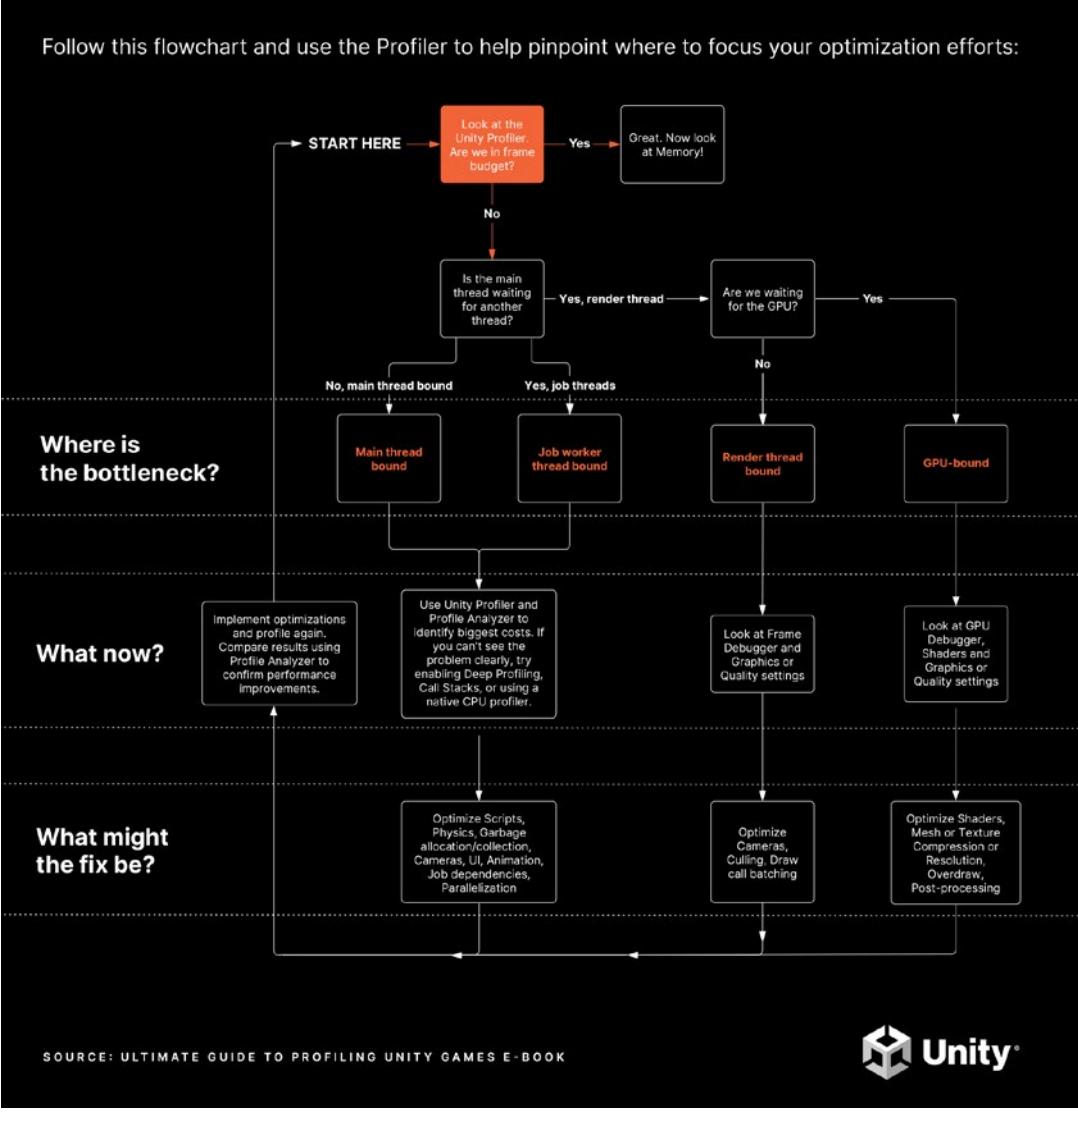 Follow this flowchart and use the Profiler to help pinpoint where to focus your optimization efforts:
START HERE
Look at the
Unity Profiler.
Are we in frame
budget?
Yes
Great. Now look
at Memory!
No
Is the main
thread waiting
for another
thread?
Yes, render thread
Are we waiting
for the GPU?
Yes
No
No, main thread bound
Yes, job threads
Where is
the bottleneck?
Main thread
bound
Job worker
thread bound
Render thread
bound
GPU-bound
What now?
Implement optimizations
and profile again.
Compare results using
Profile Analyzer to
confirm performance
improvements.
Use Unity Profiler and
Profile Analyzer to
identify biggest costs. If
you can't see the
problem clearly, try
enabling Deep Profiling,
Call Stacks, or using a
native CPU profiler.
Look at Frame
Debugger and
Graphics or
Quality settings
Look at GPU
Debugger,
Shaders and
Graphics or
Quality settings
What might
the fix be?
Optimize Scripts,
Physics, Garbage
allocation/collection,
Cameras, UI, Animation,
Job dependencies,
Parallelization
Optimize
Cameras,
Culling, Draw
call batching
Optimize Shaders,
Mesh or Texture
Compression or
Resolution,
Overdraw,
Post-processing
SOURCE: ULTIMATE GUIDE TO PROFILING UNITY GAMES E-BOOK
Unity